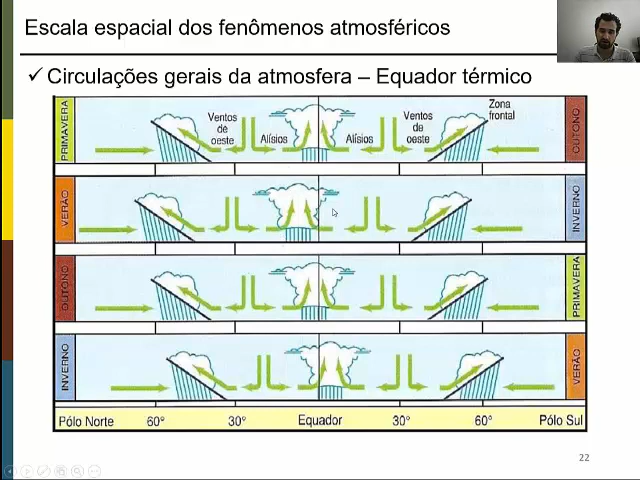 Escala espacial dos fenômenos atmosféricos
✓ Circulações gerais da atmosfera – Equador térmico
PRIMAVERA
Ventos
de
oeste
Alísios
Alísios
Ventos
de
oeste
Zona
frontal
OUTONO
VERÃO
INVERNO
OUTONO
PRIMAVERA
INVERNO
VERÃO
Pólo Norte 60° 30° Equador 30° 60° Pólo Sul
22